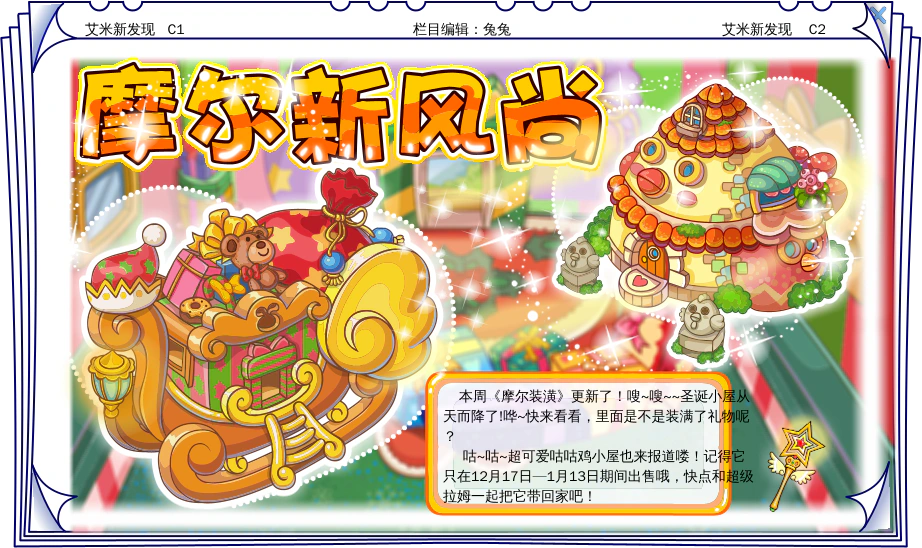 艾米新发现 C1
栏目编辑：兔兔
艾米新发现 C2
摩尔新风尚
本周《摩尔装潢》更新了！嗖~嗖~~圣诞小屋从
天而降了!哗~快来看看，里面是不是装满了礼物呢
？
咕~咕~超可爱咕咕鸡小屋也来报道喽！记得它
只在12月17日—1月13日期间出售哦，快点和超级
拉姆一起把它带回家吧！